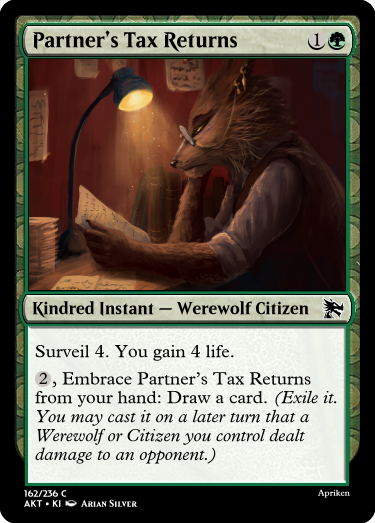 Partner's Tax Returns 1
Kindred Instant — Werewolf Citizen
Surveil 4. You gain 4 life.
2, Embrace Partner's Tax Returns
from your hand: Draw a card. (Exile it.
You may cast it on a later turn that a
Werewolf or Citizen you control dealt
damage to an opponent.)
162/236 C
Apriken
AKT • KI Arian Silver